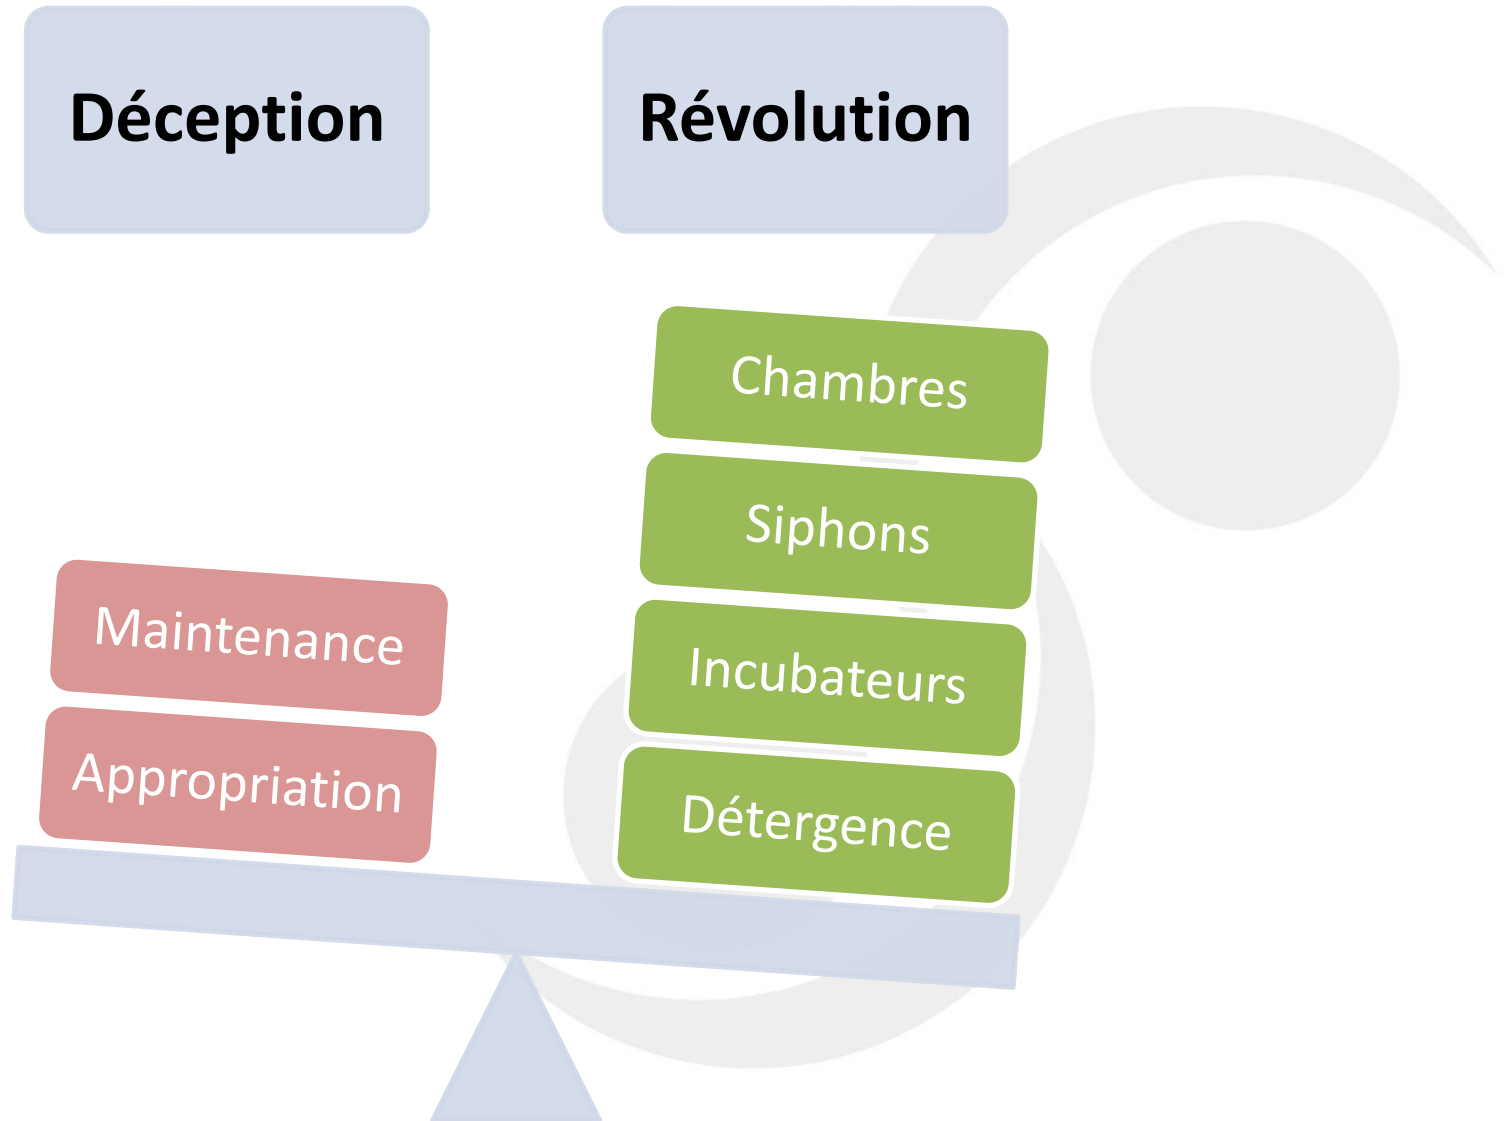 Déception
Révolution
Chambres
Siphons
Maintenance
Incubateurs
Appropriation
Détergence